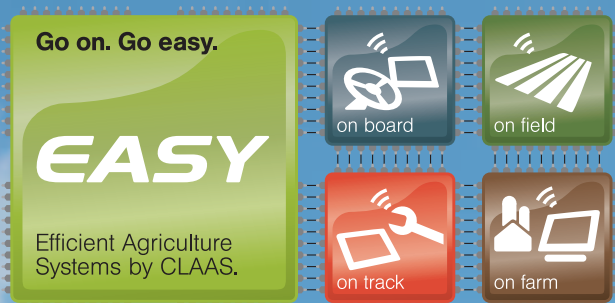 Go on. Go easy.
EASY
Efficient Agriculture
Systems by CLAAS.
on board
on field
on track
on farm